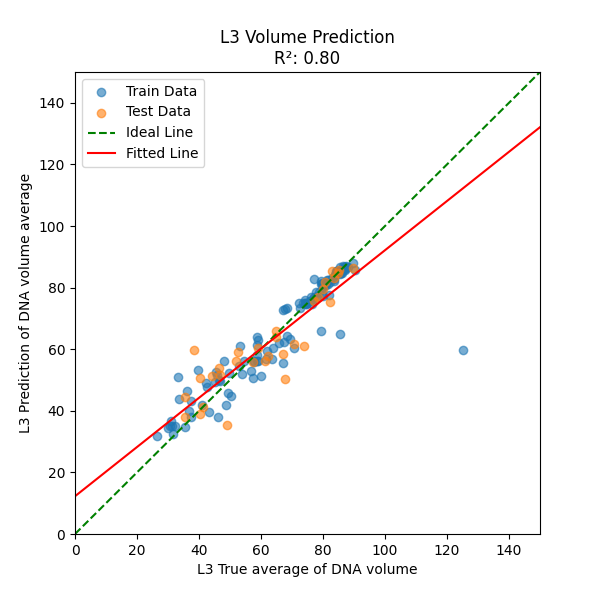 L3 Volume Prediction
R²: 0.80
Train Data
Test Data
Ideal Line
Fitted Line
140
120
100
80
60
40
20
0
L3 Prediction of DNA volume average
0 20 40 60 80 100 120 140
L3 True average of DNA volume